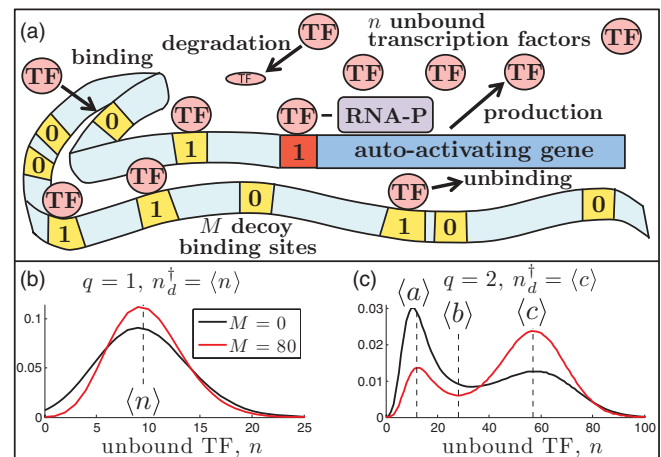 (a)
n unbound
transcription factors
TF
degradation
TF
TF
binding
TF
TF
TF
TF
TF
TF
RNA-P
production
0
0
0
0
1
1
auto-activating gene
TF
TF
TF
unbinding
1
1
0
1
0
0
M decoy
binding sites
(b)
q = 1, n_d^† = ⟨n⟩
0.1
0.05
0
M = 0
M = 80
⟨n⟩
0 5 10 15 20 25
unbound TF, n
(c)
q = 2, n_d^† = ⟨c⟩
⟨a⟩ ⟨b⟩ ⟨c⟩
0.03
0.02
0.01
0
0 20 40 60 80 100
unbound TF, n